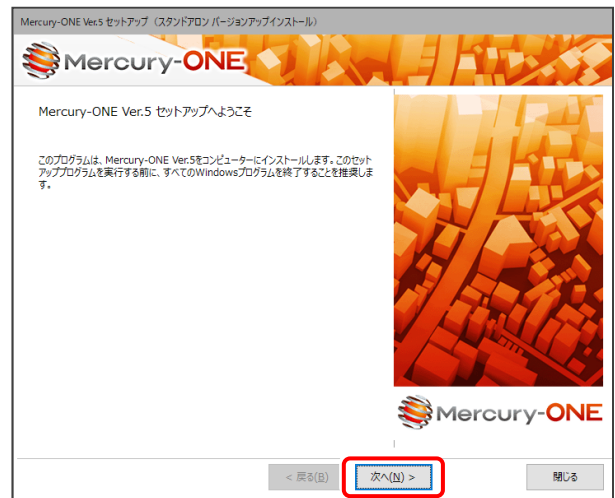 Mercury-ONE Ver.5 セットアップ（スタンドアロン バージョンアップインストール）
Mercury-ONE
Mercury-ONE Ver.5 セットアップへようこそ
このプログラムは、Mercury-ONE Ver.5をコンピューターにインストールします。このセット
アッププログラムを実行する前に、すべてのWindowsプログラムを終了することを推奨しま
す。
Mercury-ONE
< 戻る(B)
次へ(N) >
閉じる